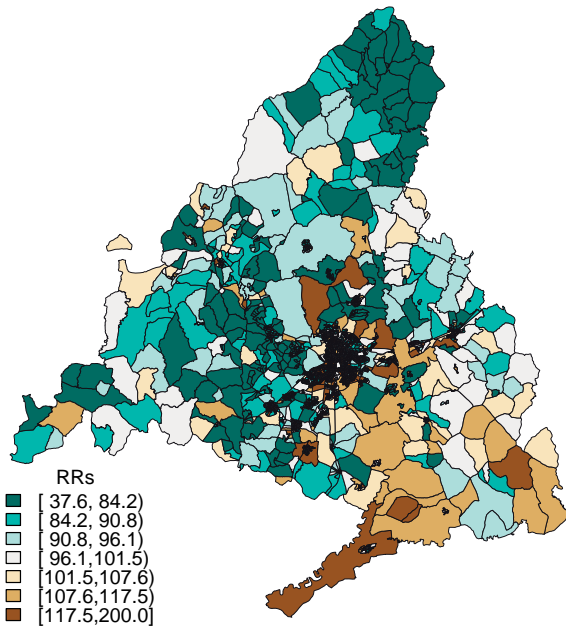 RRs
[ 37.6, 84.2)
[ 84.2, 90.8)
[ 90.8, 96.1)
[ 96.1,101.5)
[101.5,107.6)
[107.6,117.5)
[117.5,200.0]